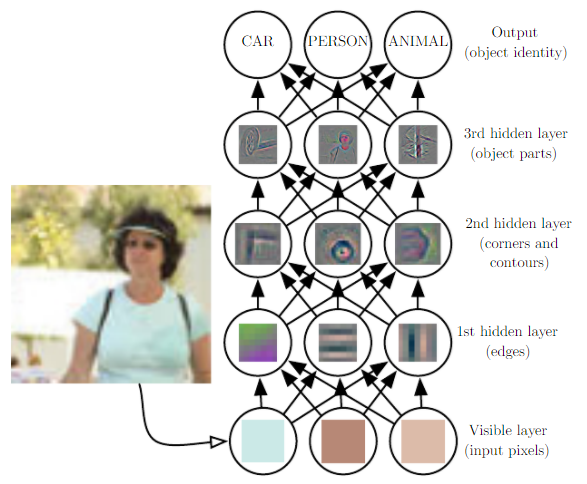 CAR
PERSON
ANIMAL
Output
(object identity)
3rd hidden layer
(object parts)
2nd hidden layer
(corners and
contours)
1st hidden layer
(edges)
Visible layer
(input pixels)